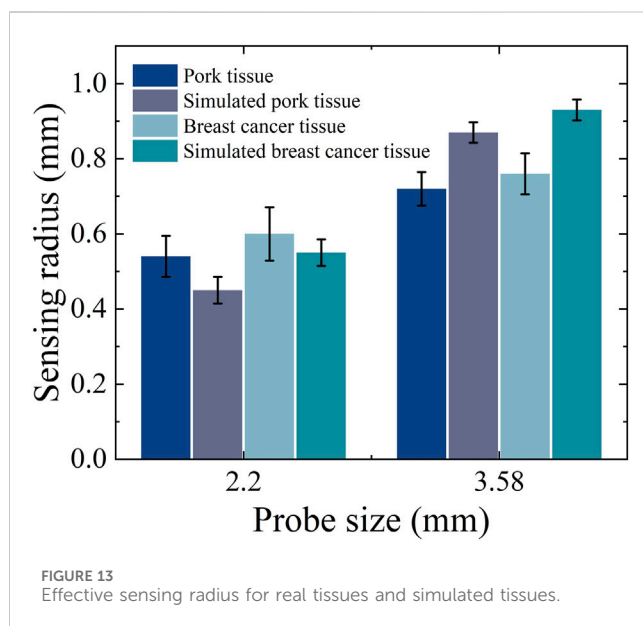 Pork tissue
Simulated pork tissue
Breast cancer tissue
Simulated breast cancer tissue
1.0
0.8
0.6
0.4
0.2
0.0
Sensing radius (mm)
2.2
3.58
Probe size (mm)
FIGURE 13
Effective sensing radius for real tissues and simulated tissues.